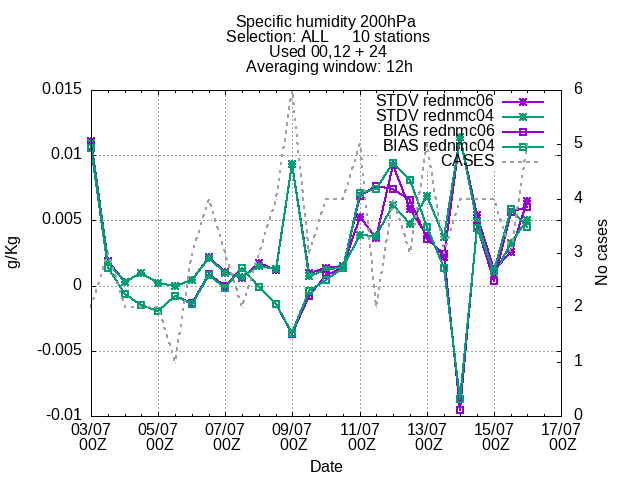 Specific humidity 200hPa
Selection: ALL 10 stations
Used 00,12 + 24
Averaging window: 12h
0.015
0.01
0.005
0
-0.005
-0.01
g/Kg
6
5
4
3
2
1
0
No cases
STDV rednmc06
STDV rednmc04
BIAS rednmc06
BIAS rednmc04
CASES
03/07 05/07 07/07 09/07 11/07 13/07 15/07 17/07
00Z 00Z 00Z 00Z 00Z 00Z 00Z 00Z
Date